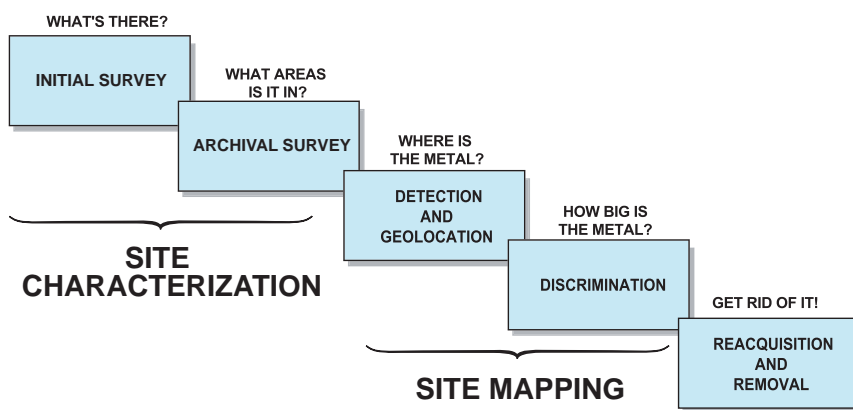 WHAT'S THERE?
INITIAL SURVEY
WHAT AREAS
IS IT IN?
ARCHIVAL SURVEY
WHERE IS
THE METAL?
DETECTION
AND
GEOLOCATION
HOW BIG IS
THE METAL?
DISCRIMINATION
GET RID OF IT!
REACQUISITION
AND
REMOVAL
SITE
CHARACTERIZATION
SITE MAPPING